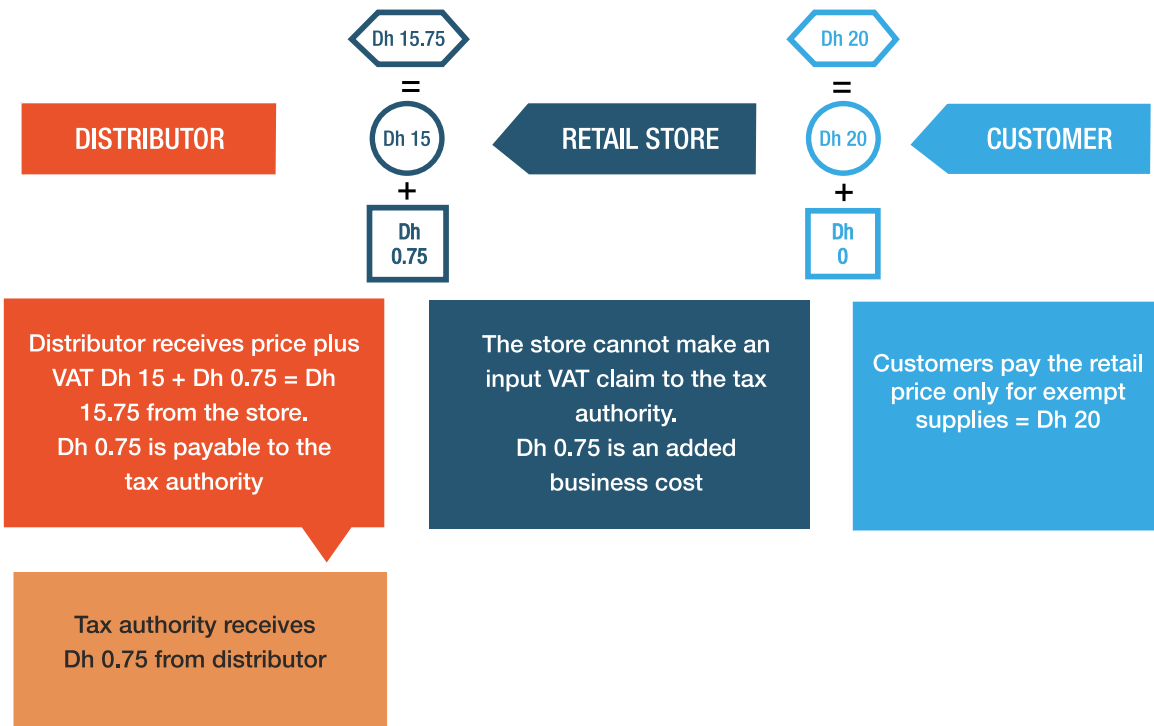 Dh 15.75
Dh 20
=
=
DISTRIBUTOR
Dh 15
RETAIL STORE
Dh 20
CUSTOMER
+
+
Dh
0.75
Dh
0
Distributor receives price plus
VAT Dh 15 + Dh 0.75 = Dh
15.75 from the store.
Dh 0.75 is payable to the
tax authority
The store cannot make an
input VAT claim to the tax
authority.
Dh 0.75 is an added
business cost
Customers pay the retail
price only for exempt
supplies = Dh 20
Tax authority receives
Dh 0.75 from distributor